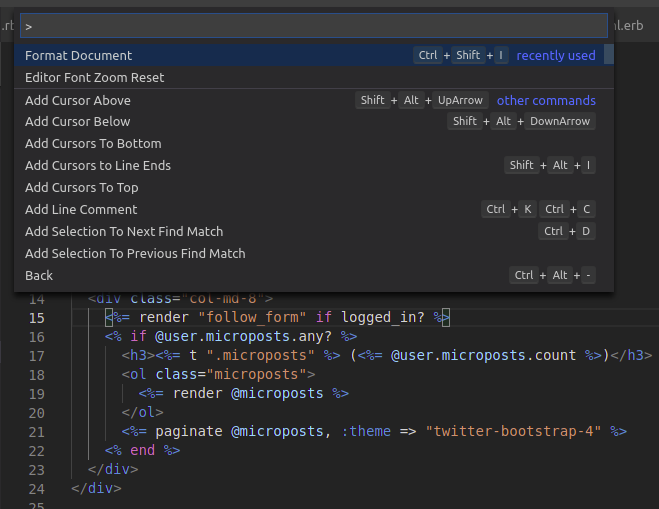 .rb
l.erb
>
Format Document Ctrl + Shift + I recently used
Editor Font Zoom Reset
Add Cursor Above Shift + Alt + UpArrow other commands
Add Cursor Below Shift + Alt + DownArrow
Add Cursors To Bottom
Add Cursors to Line Ends Shift + Alt + I
Add Cursors To Top
Add Line Comment Ctrl + K Ctrl + C
Add Selection To Next Find Match Ctrl + D
Add Selection To Previous Find Match
Back Ctrl + Alt + -
14 <div class="col-md-8">
15 <%= render "follow_form" if logged_in? %>
16 <% if @user.microposts.any? %>
17 <h3><%= t ".microposts" %> (<%= @user.microposts.count %>)</h3>
18 <ol class="microposts">
19 <%= render @microposts %>
20 </ol>
21 <%= paginate @microposts, :theme => "twitter-bootstrap-4" %>
22 <% end %>
23 </div>
24 </div>
25